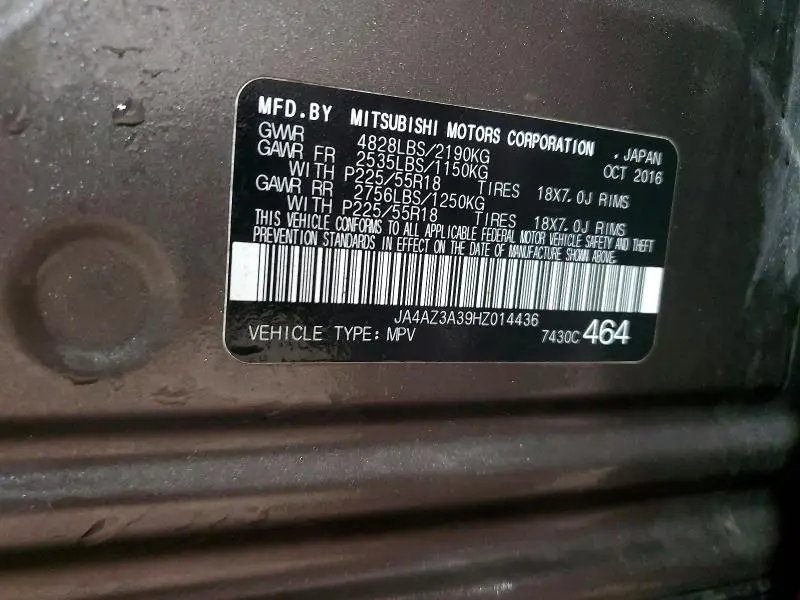 MFD.BY MITSUBISHI MOTORS CORPORATION , JAPAN
GVWR 4828LBS/2190KG OCT 2016
GAWR FR 2535LBS/1150KG
WITH P225/55R18 TIRES 18X7.0J RIMS
GAWR RR 2756LBS/1250KG
WITH P225/55R18 TIRES 18X7.0J RIMS
THIS VEHICLE CONFORMS TO ALL APPLICABLE FEDERAL MOTOR VEHICLE SAFETY AND THEFT
PREVENTION STANDARDS IN EFFECT ON THE DATE OF MANUFACTURE SHOWN ABOVE.
JA4AZ3A39HZ014436
VEHICLE TYPE: MPV 7430C 464